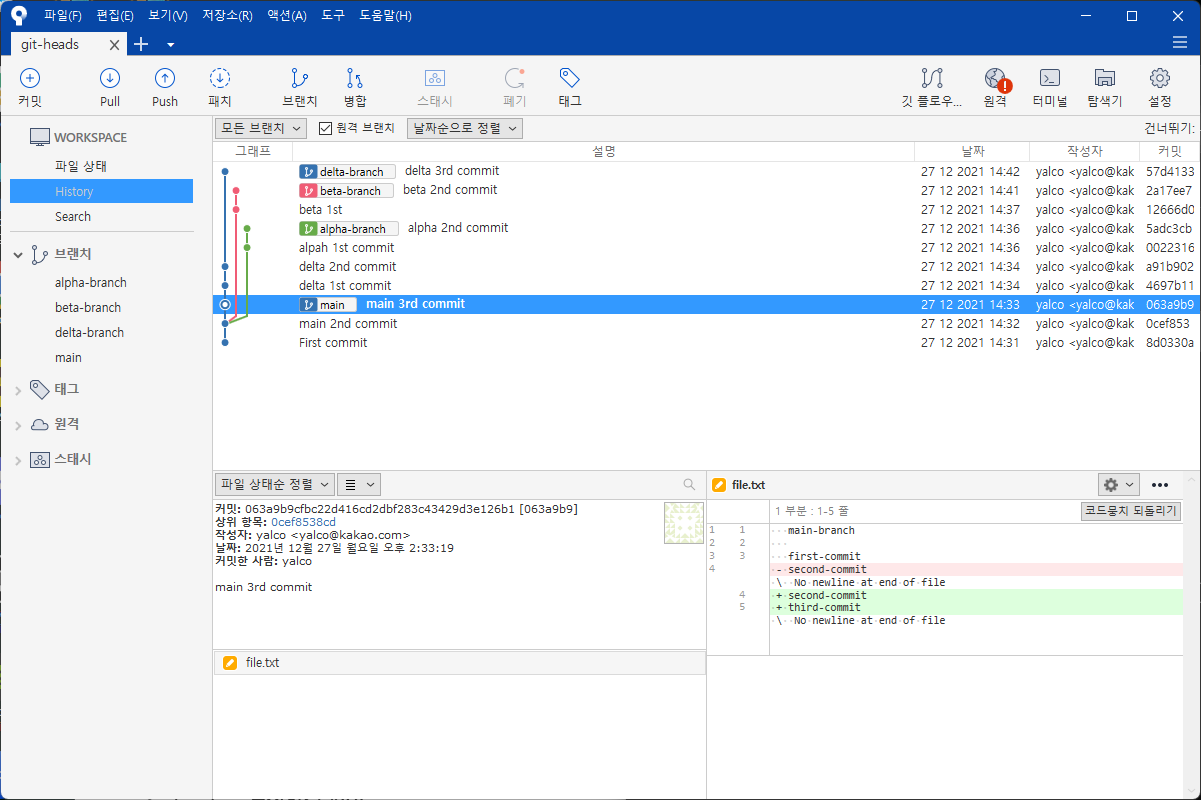 파일(F) 편집(E) 보기(V) 저장소(R) 액션(A) 도구 도움말(H)
git-heads
커밋 Pull Push 패치 브랜치 병합 스태시 폐기 태그 깃 플로우... 원격 터미널 탐색기 설정
WORKSPACE
파일 상태
History
Search
브랜치
alpha-branch
beta-branch
delta-branch
main
태그
원격
스태시
모든 브랜치 원격 브랜치 날짜순으로 정렬 건너뛰기:
그래프 설명 날짜 작성자 커밋
delta-branch delta 3rd commit 27 12 2021 14:42 yalco <yalco@kak 57d4133
beta-branch beta 2nd commit 27 12 2021 14:41 yalco <yalco@kak 2a17ee7
beta 1st 27 12 2021 14:37 yalco <yalco@kak 12666d0
alpha-branch alpha 2nd commit 27 12 2021 14:36 yalco <yalco@kak 5adc3cb
alpah 1st commit 27 12 2021 14:36 yalco <yalco@kak 0022316
delta 2nd commit 27 12 2021 14:34 yalco <yalco@kak a91b902
delta 1st commit 27 12 2021 14:34 yalco <yalco@kak 4697b11
main main 3rd commit 27 12 2021 14:33 yalco <yalco@kak 063a9b9
main 2nd commit 27 12 2021 14:32 yalco <yalco@kak 0cef853
First commit 27 12 2021 14:31 yalco <yalco@kak 8d0330a
파일 상태순 정렬
커밋: 063a9b9cfbc22d416cd2dbf283c43429d3e126b1 [063a9b9]
상위 항목: 0cef8538cd
작성자: yalco <yalco@kakao.com>
날짜: 2021년 12월 27일 월요일 오후 2:33:19
커밋한 사람: yalco
main 3rd commit
file.txt
file.txt
1 부분 : 1-5 줄 코드뭉치 되돌리기
1 1 main-branch
2 2
3 3 first-commit
4 - second-commit
\ No newline at end of file
4 + second-commit
5 + third-commit
\ No newline at end of file